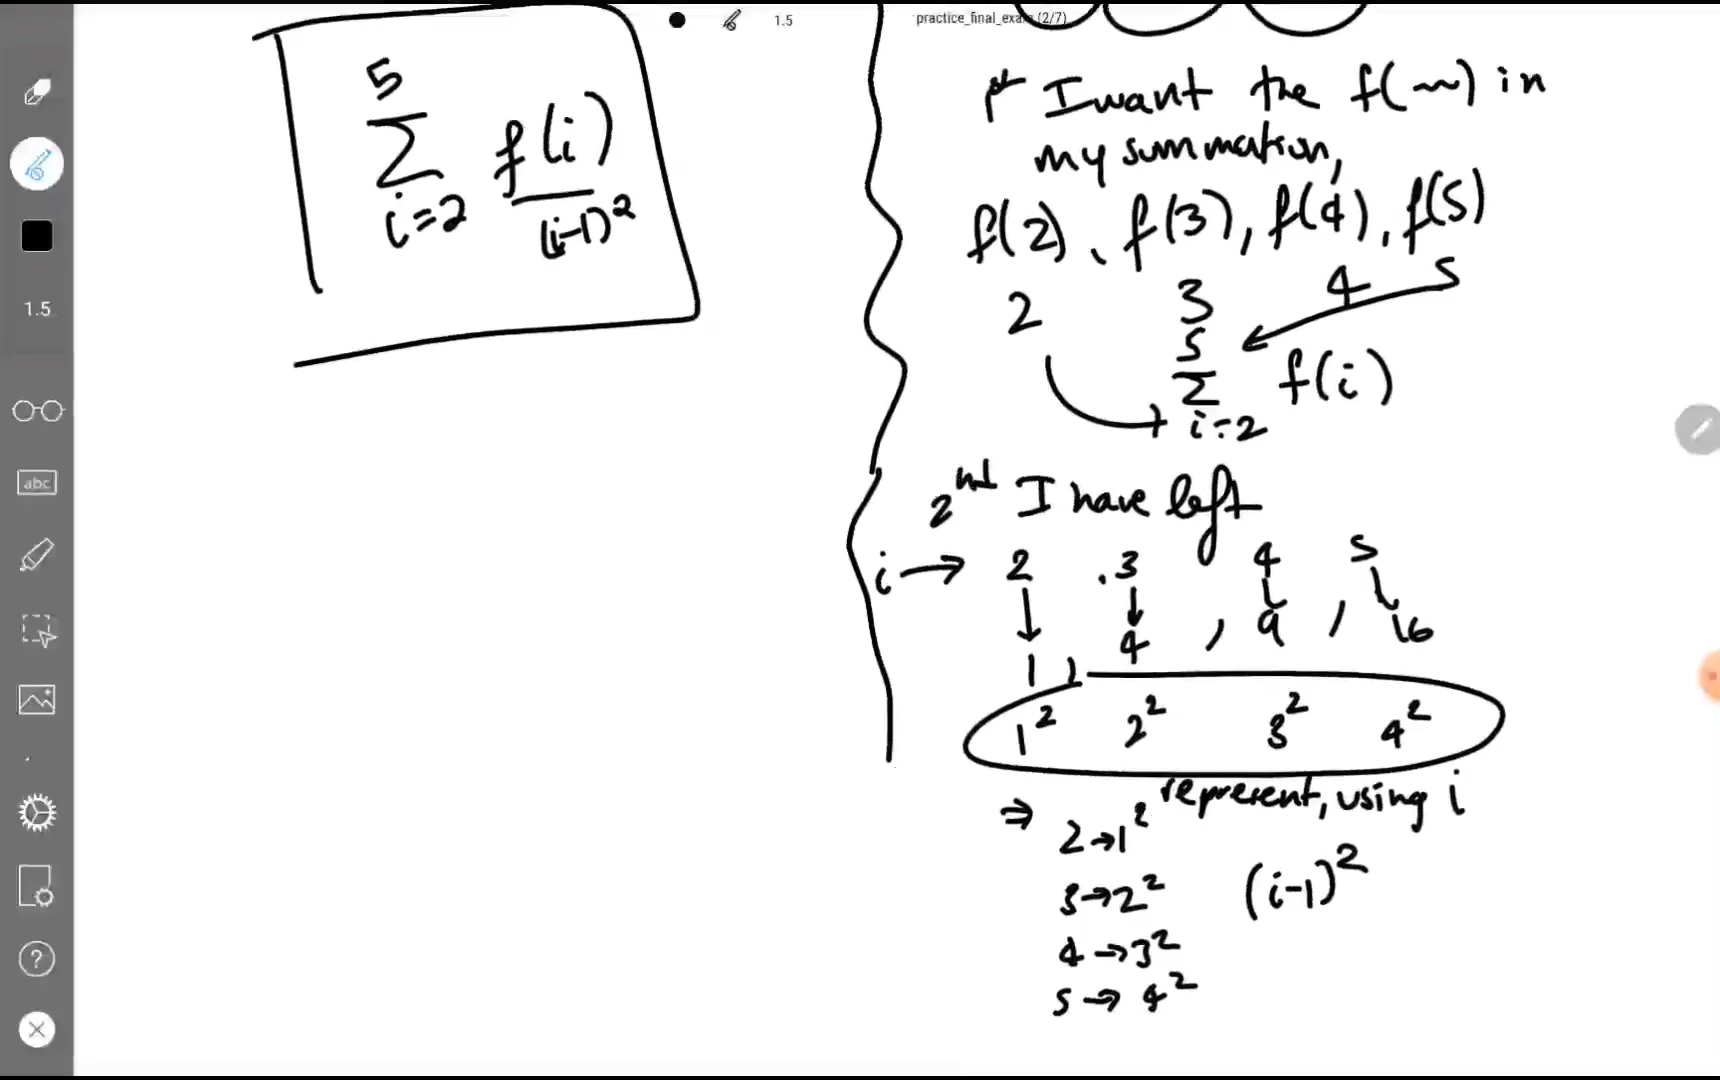 1.5
practice_final_exam (2/7)
5
Σ f(i)
i=2 (i-1)²
1st I want the f(~) in
my summation,
f(2), f(3), f(4), f(5)
2 3 4 5
5
Σ f(i)
i=2
2nd I have left
i → 2 , 3 4 5
1, 4, 9, 16
1² 2² 3² 4²
represent, using i
⇒ 2→1²
3→2² (i-1)²
4→3²
5→4²
1.5
abc
?